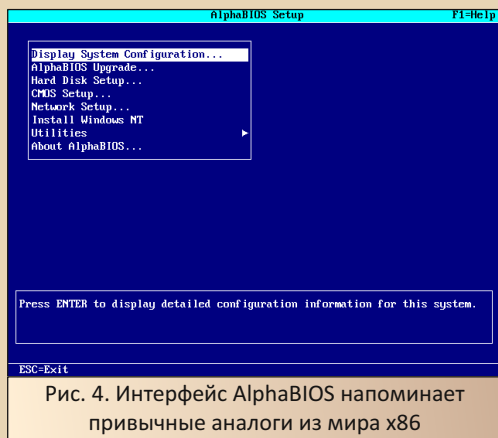 AlphaBIOS Setup F1=Help
Display System Configuration...
AlphaBIOS Upgrade...
Hard Disk Setup...
CMOS Setup...
Network Setup...
Install Windows NT
Utilities ►
About AlphaBIOS...
Press ENTER to display detailed configuration information for this system.
ESC=Exit
Рис. 4. Интерфейс AlphaBIOS напоминает
привычные аналоги из мира x86